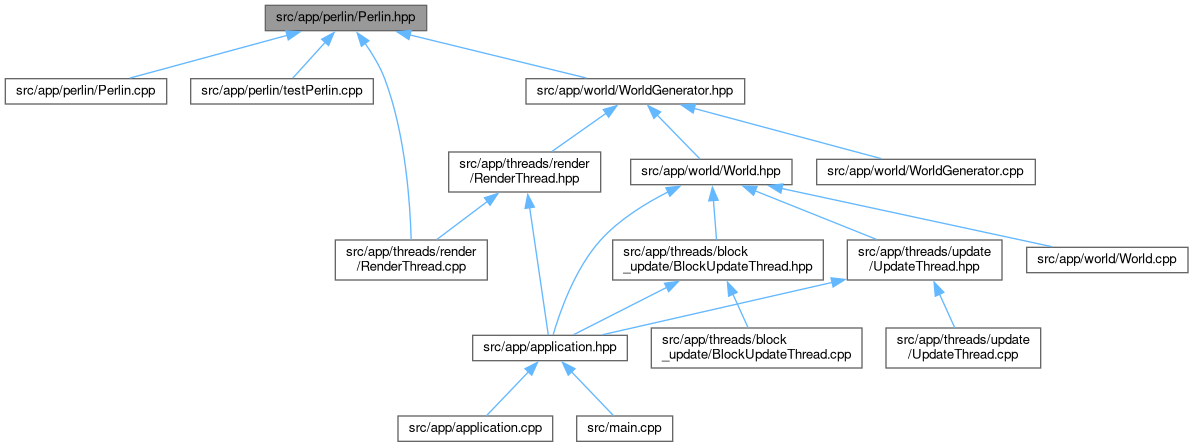 src/app/perlin/Perlin.hpp
src/app/perlin/Perlin.cpp
src/app/perlin/testPerlin.cpp
src/app/world/WorldGenerator.hpp
src/app/threads/render
/RenderThread.hpp
src/app/world/World.hpp
src/app/world/WorldGenerator.cpp
src/app/threads/render
/RenderThread.cpp
src/app/threads/block
_update/BlockUpdateThread.hpp
src/app/threads/update
/UpdateThread.hpp
src/app/world/World.cpp
src/app/application.hpp
src/app/threads/block
_update/BlockUpdateThread.cpp
src/app/threads/update
/UpdateThread.cpp
src/app/application.cpp
src/main.cpp